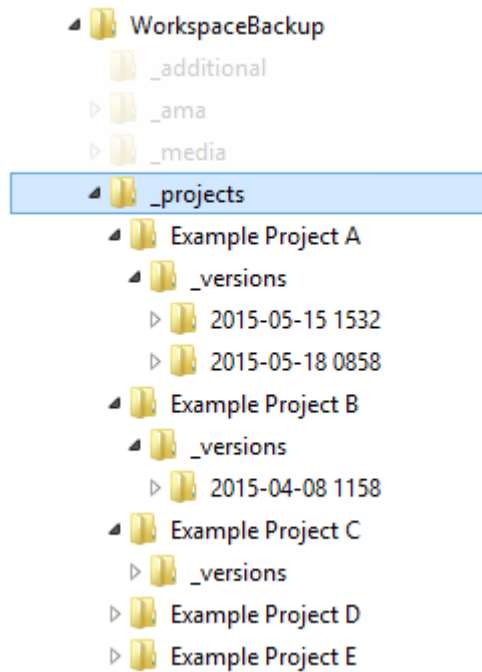 WorkspaceBackup
_additional
_ama
_media
_projects
Example Project A
_versions
2015-05-15 1532
2015-05-18 0858
Example Project B
_versions
2015-04-08 1158
Example Project C
_versions
Example Project D
Example Project E